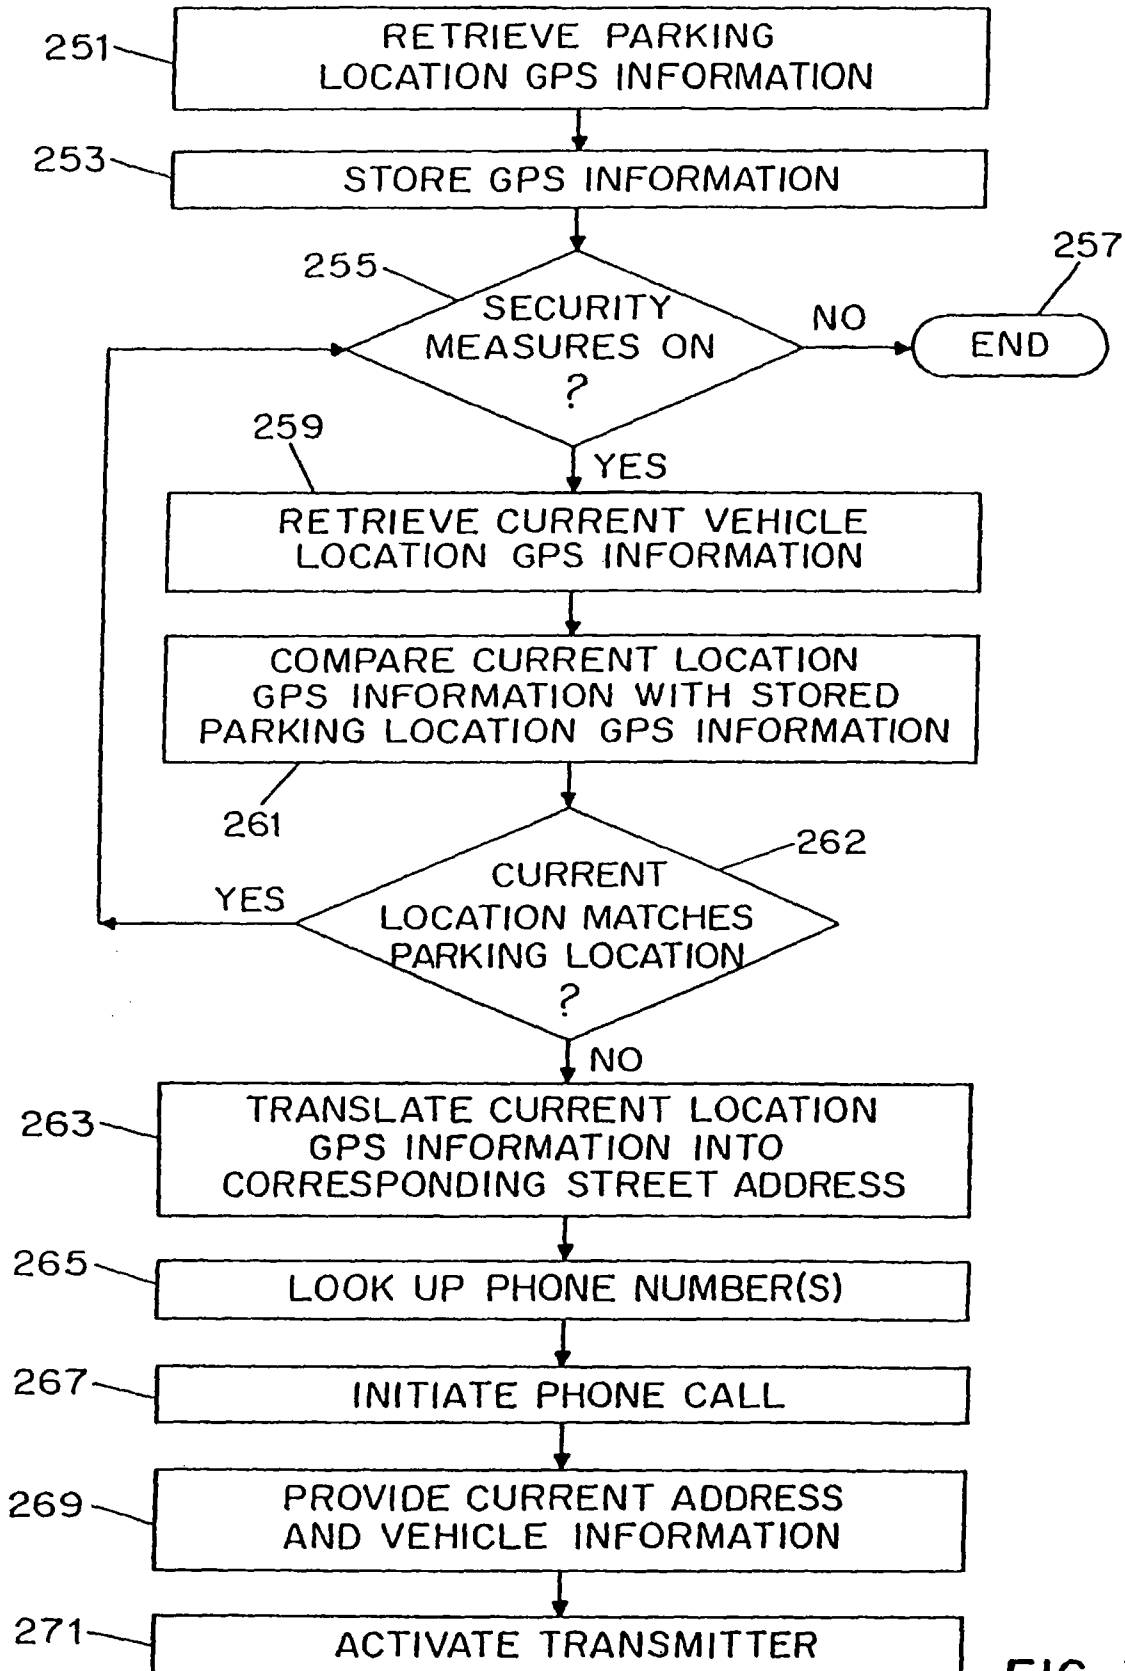 251
RETRIEVE PARKING
LOCATION GPS INFORMATION
253
STORE GPS INFORMATION
255
SECURITY
MEASURES ON
?
NO
257
END
YES
259
RETRIEVE CURRENT VEHICLE
LOCATION GPS INFORMATION
COMPARE CURRENT LOCATION
GPS INFORMATION WITH STORED
PARKING LOCATION GPS INFORMATION
261
262
CURRENT
LOCATION MATCHES
PARKING LOCATION
?
YES
NO
263
TRANSLATE CURRENT LOCATION
GPS INFORMATION INTO
CORRESPONDING STREET ADDRESS
265
LOOK UP PHONE NUMBER(S)
267
INITIATE PHONE CALL
269
PROVIDE CURRENT ADDRESS
AND VEHICLE INFORMATION
271
ACTIVATE TRANSMITTER